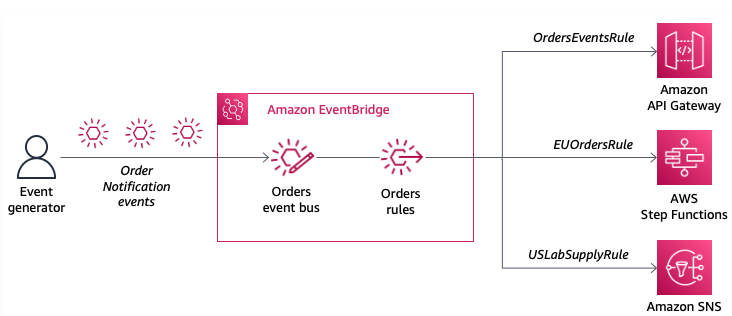 OrdersEventsRule
Amazon
API Gateway
Amazon EventBridge
EUOrdersRule
Order
Notification
events
Event
generator
Orders
event bus
Orders
rules
AWS
Step Functions
USLabSupplyRule
Amazon SNS